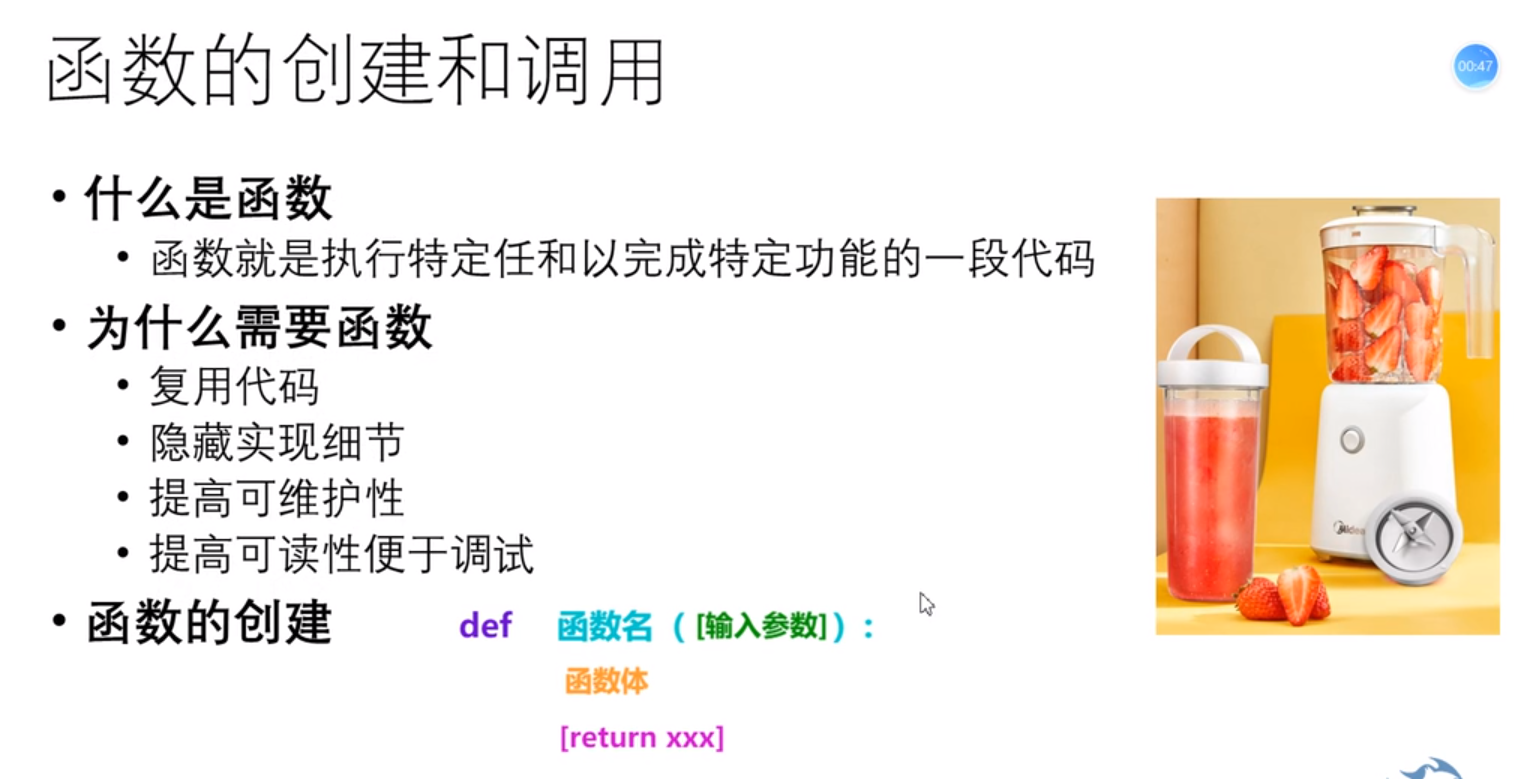 函数的创建和调用
00:47
• 什么是函数
• 函数就是执行特定任和以完成特定功能的一段代码
• 为什么需要函数
• 复用代码
• 隐藏实现细节
• 提高可维护性
• 提高可读性便于调试
• 函数的创建 def 函数名（[输入参数]）:
函数体
[return xxx]
Midea